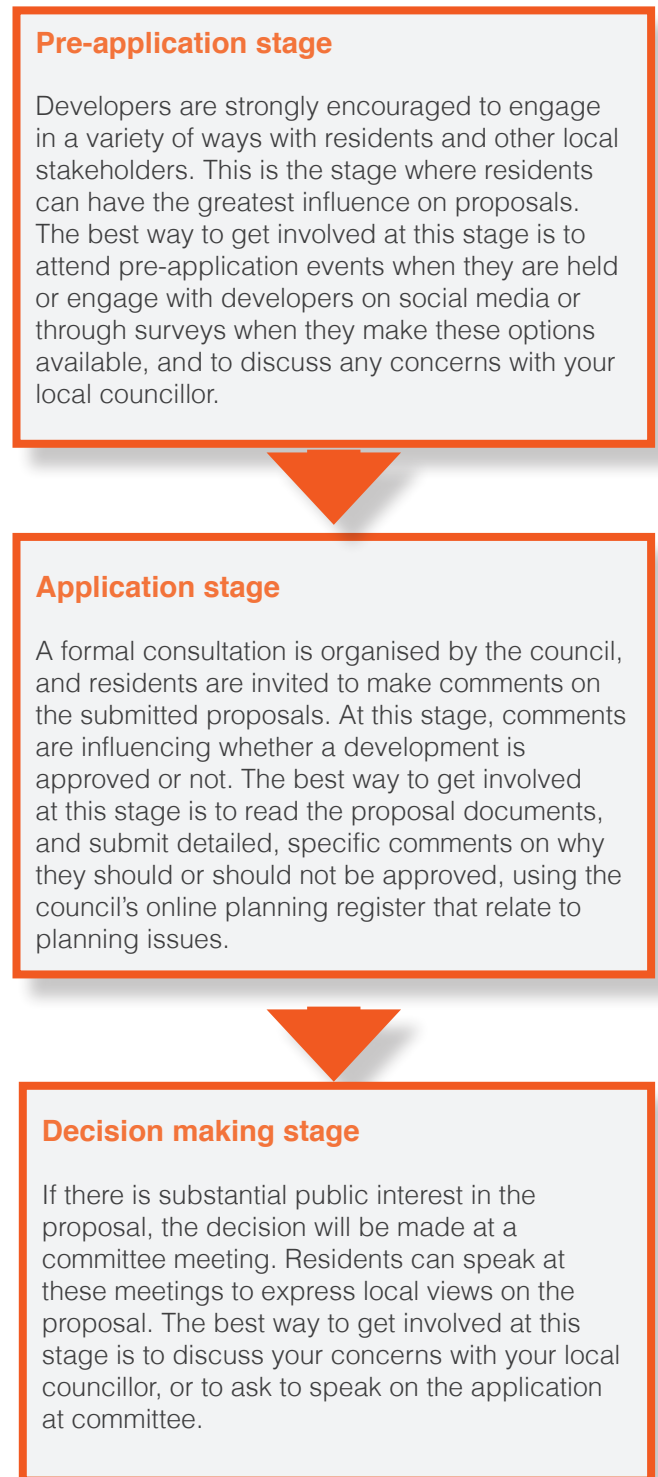 Pre-application stage
Developers are strongly encouraged to engage
in a variety of ways with residents and other local
stakeholders. This is the stage where residents
can have the greatest influence on proposals.
The best way to get involved at this stage is to
attend pre-application events when they are held
or engage with developers on social media or
through surveys when they make these options
available, and to discuss any concerns with your
local councillor.
Application stage
A formal consultation is organised by the council,
and residents are invited to make comments on
the submitted proposals. At this stage, comments
are influencing whether a development is
approved or not. The best way to get involved
at this stage is to read the proposal documents,
and submit detailed, specific comments on why
they should or should not be approved, using the
council’s online planning register that relate to
planning issues.
Decision making stage
If there is substantial public interest in the
proposal, the decision will be made at a
committee meeting. Residents can speak at
these meetings to express local views on the
proposal. The best way to get involved at this
stage is to discuss your concerns with your local
councillor, or to ask to speak on the application
at committee.